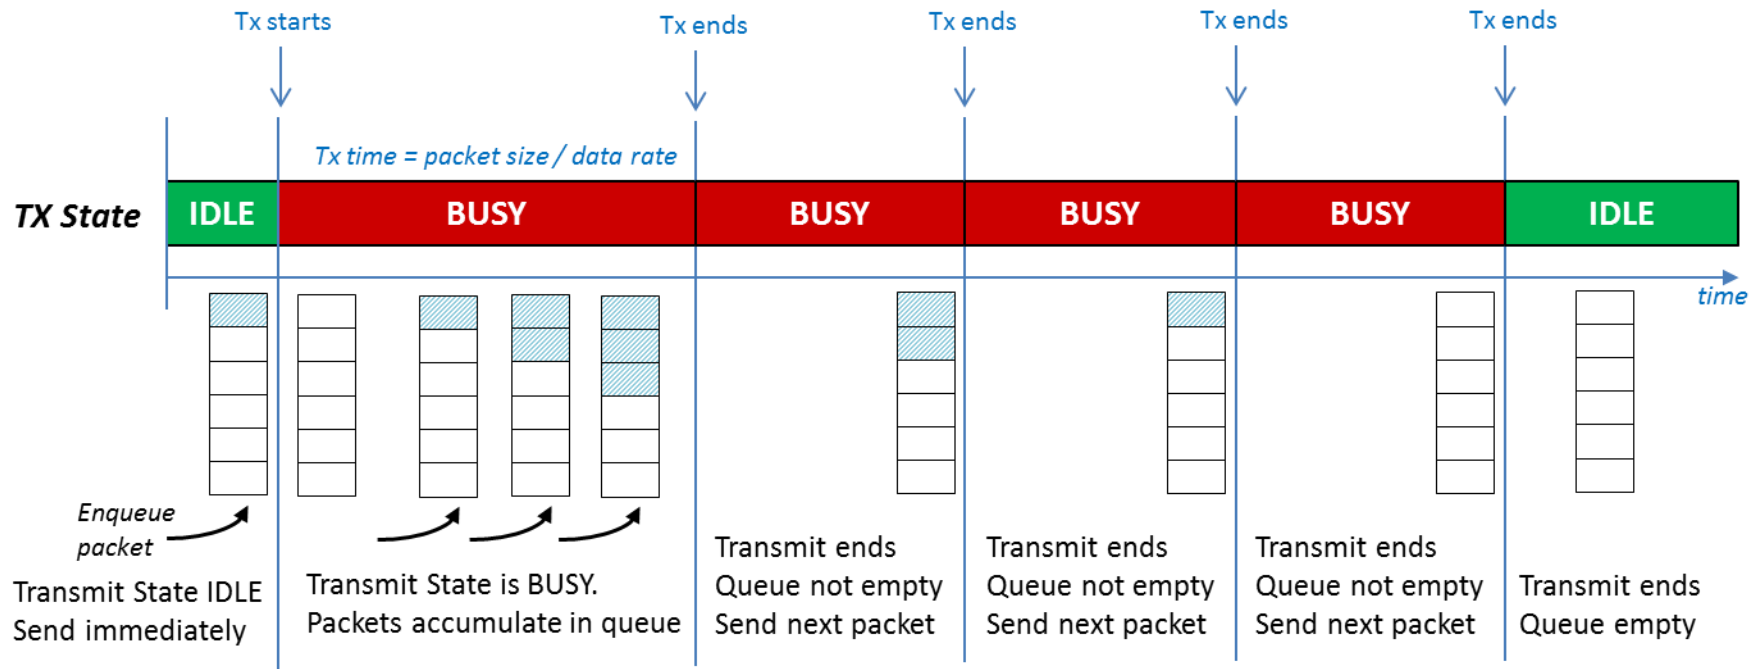 Tx starts
Tx ends
Tx ends
Tx ends
Tx ends
Tx time = packet size / data rate
TX State
IDLE
BUSY
BUSY
BUSY
BUSY
IDLE
time
Enqueue
packet
Transmit State IDLE
Send immediately
Transmit State is BUSY.
Packets accumulate in queue
Transmit ends
Queue not empty
Send next packet
Transmit ends
Queue not empty
Send next packet
Transmit ends
Queue not empty
Send next packet
Transmit ends
Queue empty